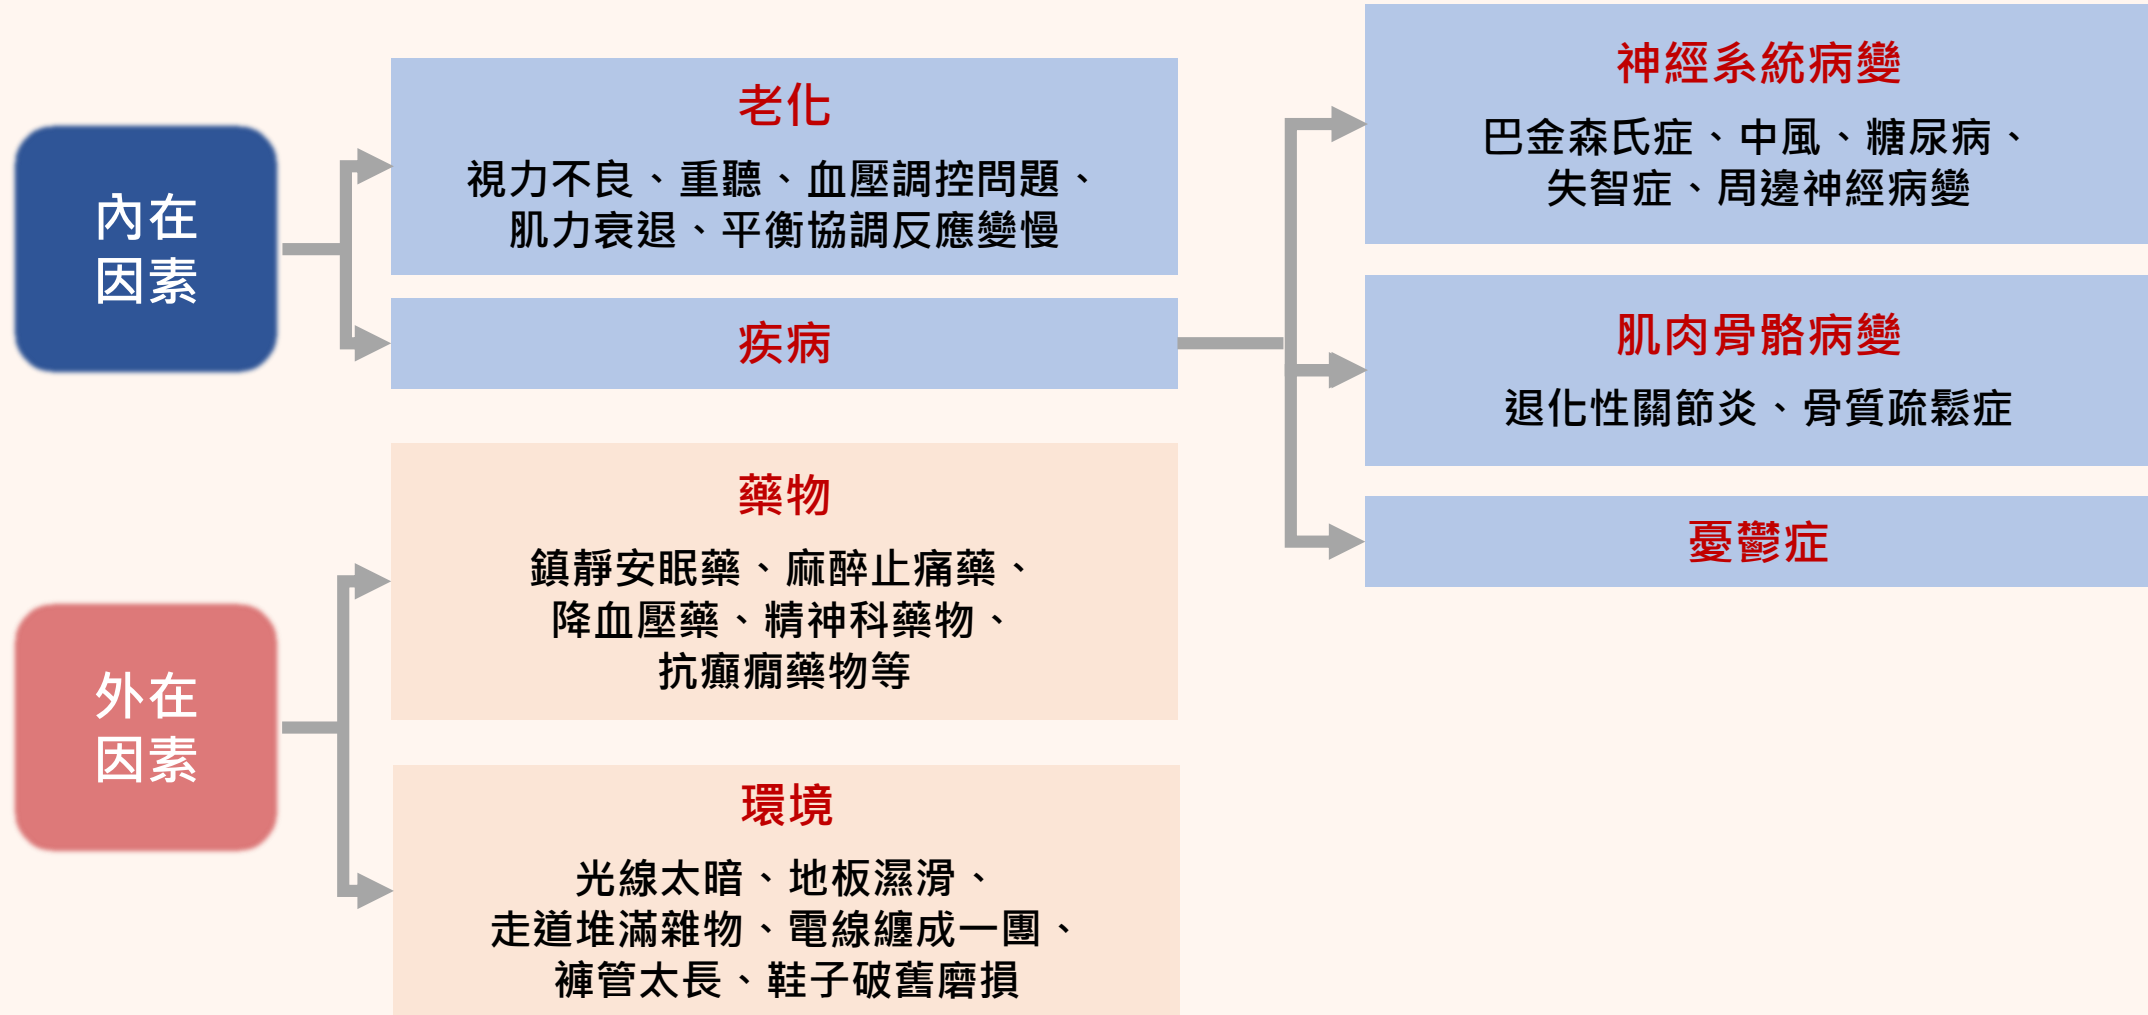 內在
因素
老化
視力不良、重聽、血壓調控問題、
肌力衰退、平衡協調反應變慢
疾病
神經系統病變
巴金森氏症、中風、糖尿病、
失智症、周邊神經病變
肌肉骨骼病變
退化性關節炎、骨質疏鬆症
憂鬱症
外在
因素
藥物
鎮靜安眠藥、麻醉止痛藥、
降血壓藥、精神科藥物、
抗癲癇藥物等
環境
光線太暗、地板濕滑、
走道堆滿雜物、電線纏成一團、
褲管太長、鞋子破舊磨損